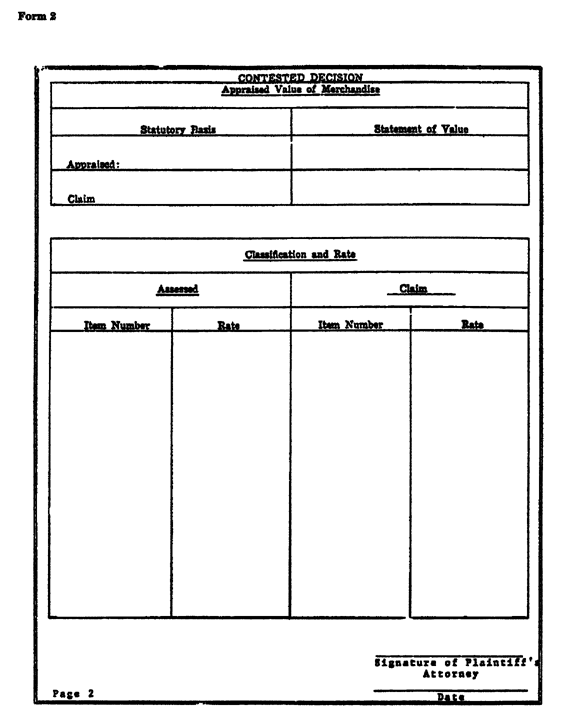 Form 2
CONTESTED DECISION
Appraised Value of Merchandise
Statutory Basis Statement of Value
Appraised:
Claim
Classification and Rate
Assessed Claim
Item Number Rate Item Number Rate
Signature of Plaintiff's
Attorney
Page 2
Date